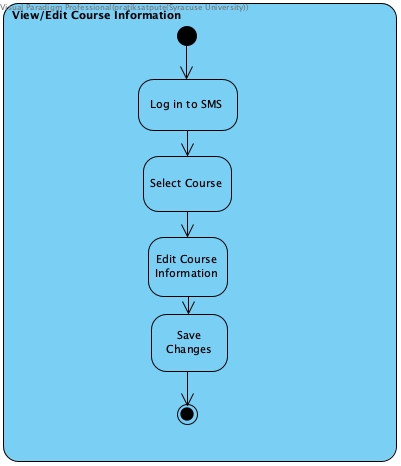 Visual Paradigm Professional(pratiksatpute(Syracuse University))
View/Edit Course Information
Log in to SMS
Select Course
Edit Course
Information
Save
Changes